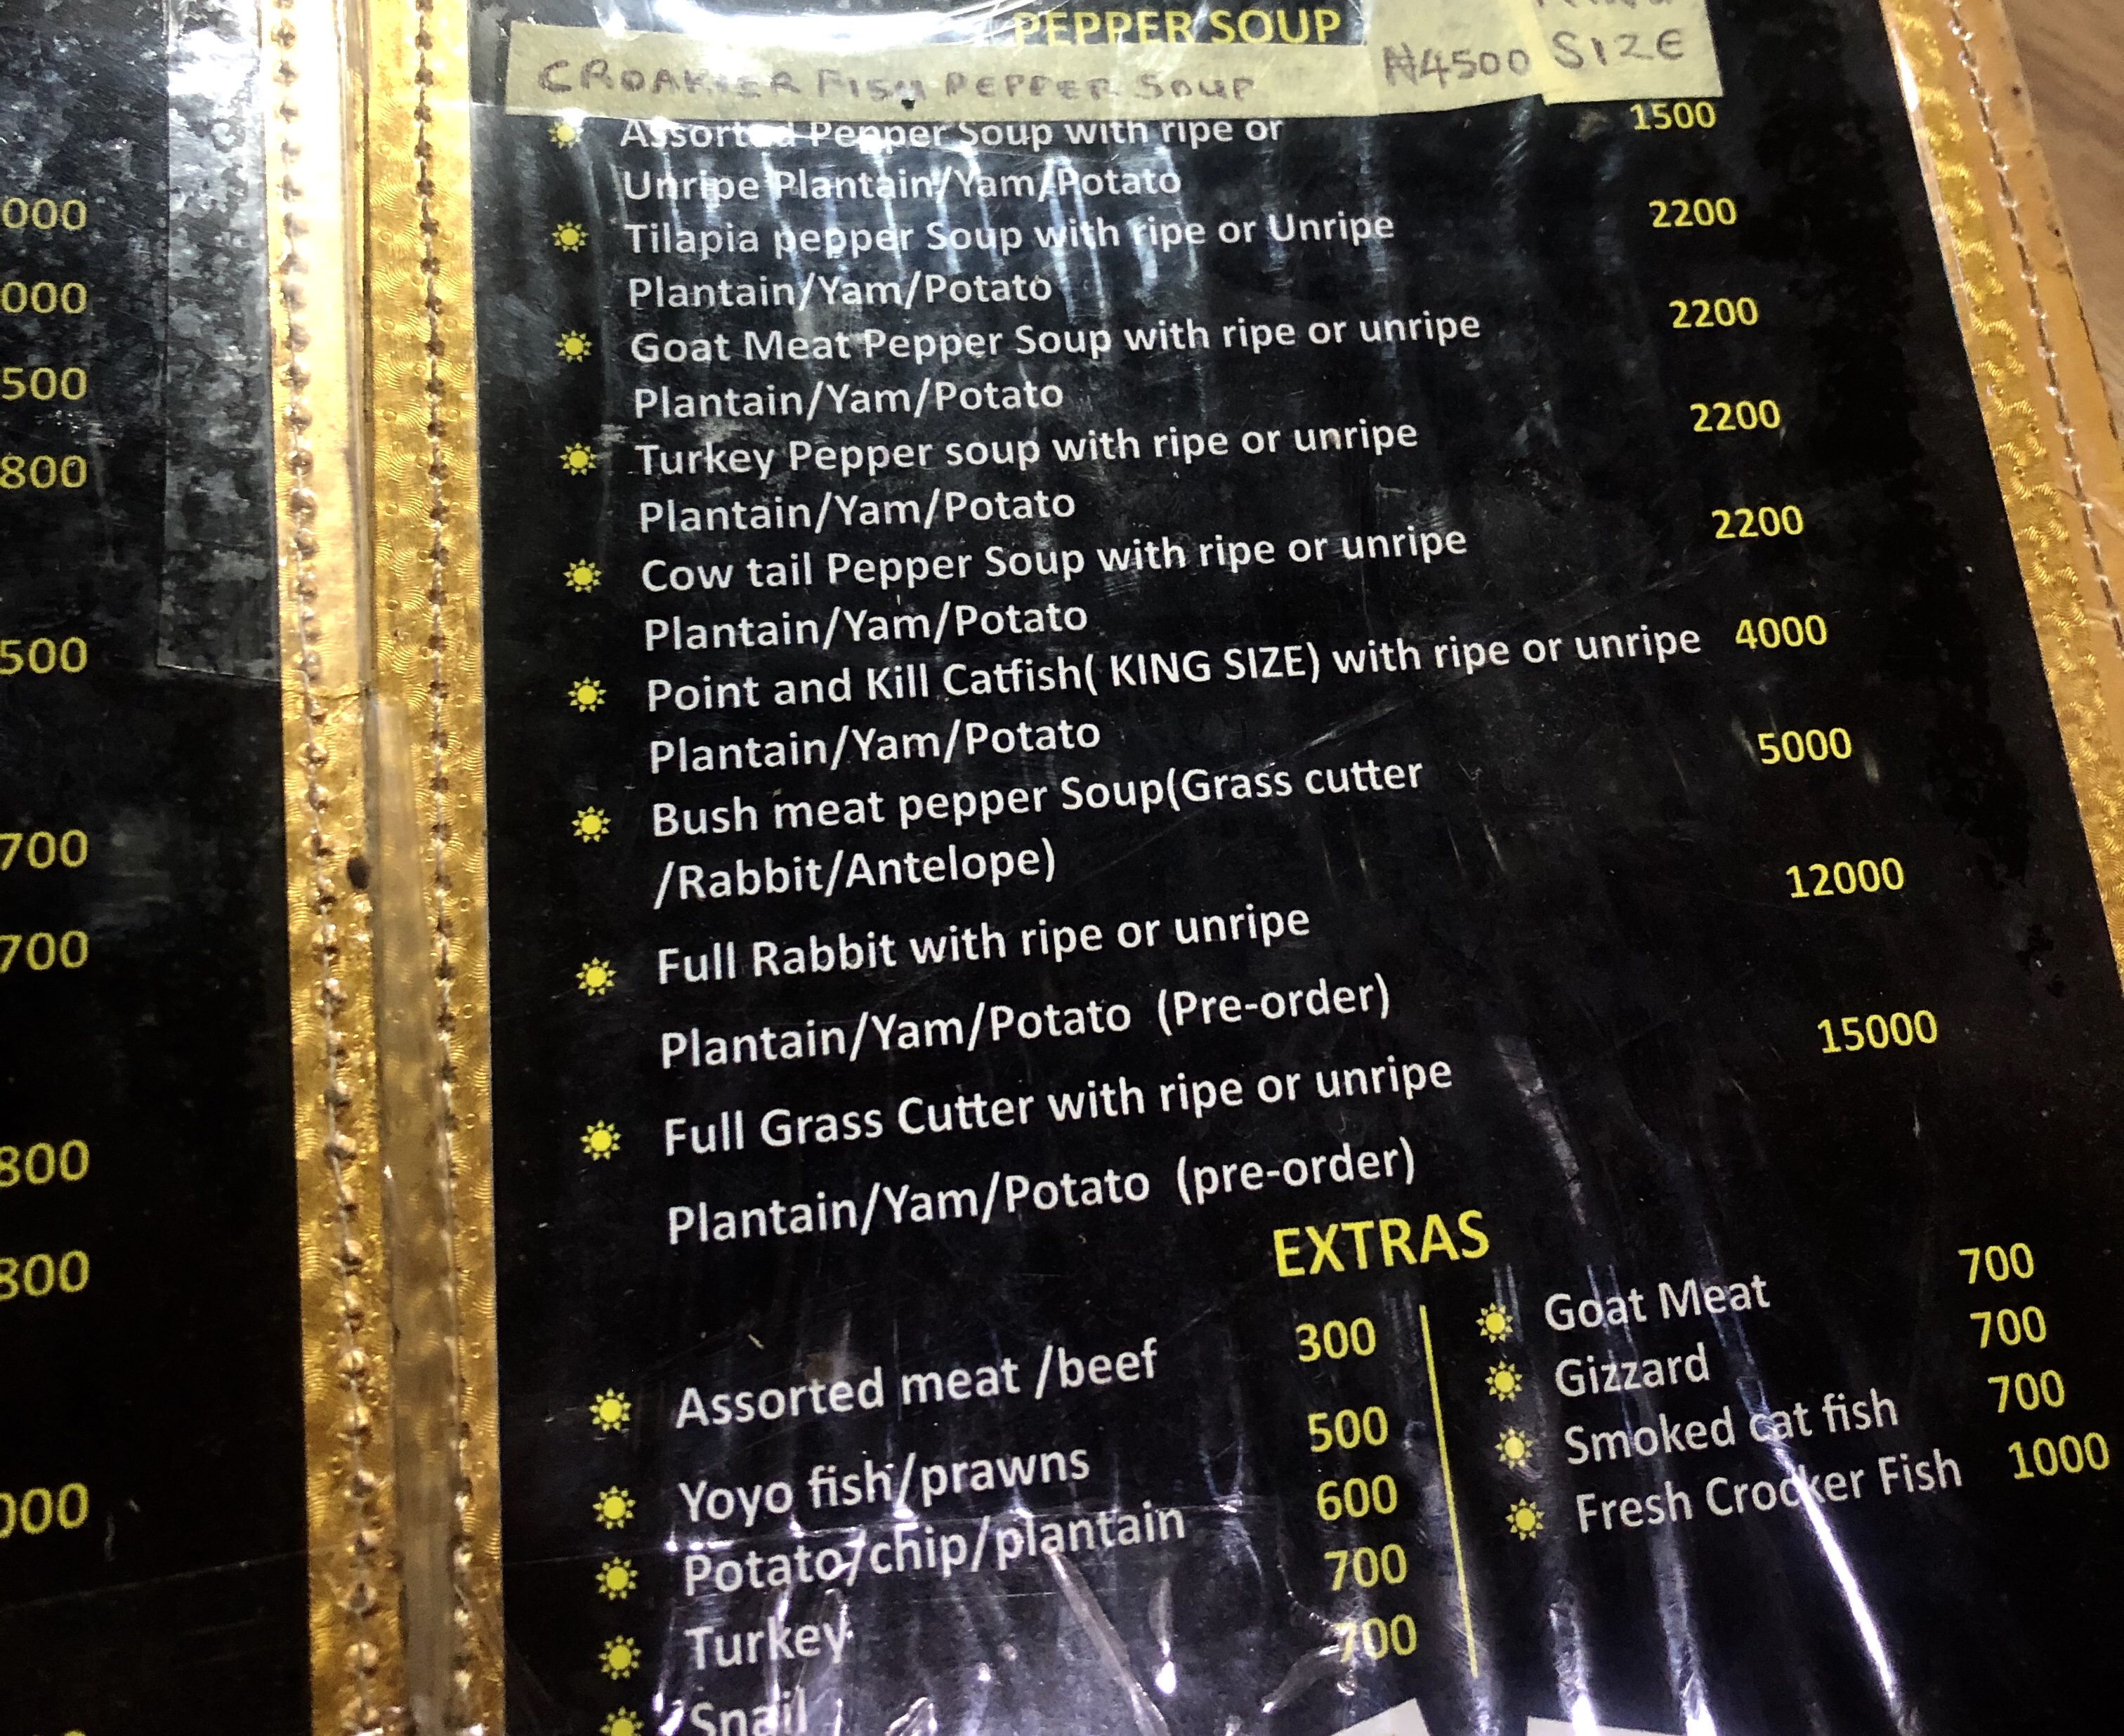 000
000
500
800
500
700
700
800
800
000
PEPPER SOUP
CROAKIER FISH PEPPER SOUP ₦4500 SIZE
Assorted Pepper Soup with ripe or 1500
Unripe Plantain/Yam/Potato
Tilapia pepper Soup with ripe or Unripe 2200
Plantain/Yam/Potato
Goat Meat Pepper Soup with ripe or unripe 2200
Plantain/Yam/Potato
Turkey Pepper soup with ripe or unripe 2200
Plantain/Yam/Potato
Cow tail Pepper Soup with ripe or unripe 2200
Plantain/Yam/Potato
Point and Kill Catfish( KING SIZE) with ripe or unripe 4000
Plantain/Yam/Potato
Bush meat pepper Soup(Grass cutter 5000
/Rabbit/Antelope)
Full Rabbit with ripe or unripe 12000
Plantain/Yam/Potato (Pre-order)
Full Grass Cutter with ripe or unripe 15000
Plantain/Yam/Potato (pre-order)
EXTRAS
Assorted meat /beef 300
Yoyo fish/prawns 500
Potato/chip/plantain 600
Turkey 700
Snail 700
Goat Meat 700
Gizzard 700
Smoked cat fish 700
Fresh Crocker Fish 1000